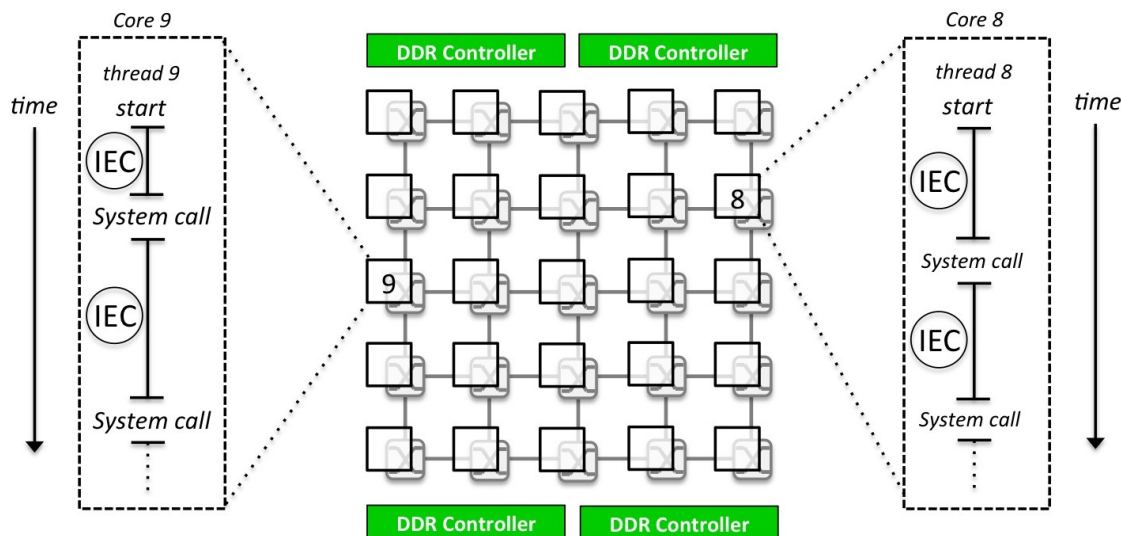 Core 9
thread 9
start
time
IEC
System call
IEC
System call
DDR Controller
DDR Controller
8
9
DDR Controller
DDR Controller
Core 8
thread 8
start
time
IEC
System call
IEC
System call